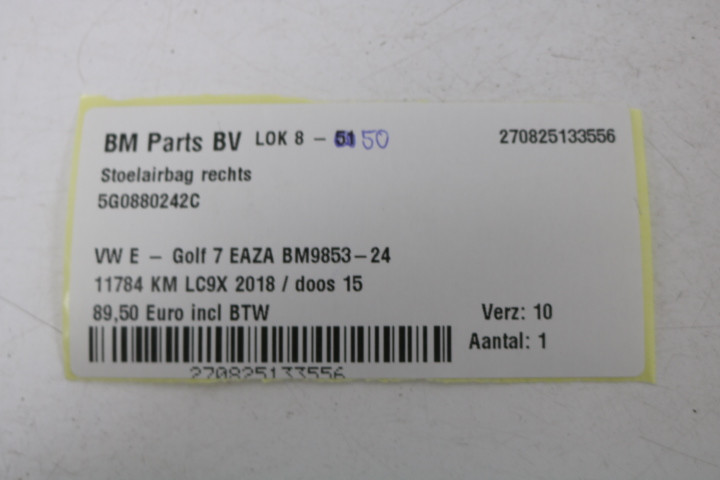 BM Parts BV LOK 8 - 51 50 270825133556
Stoelairbag rechts
5G0880242C
VW E - Golf 7 EAZA BM9853-24
11784 KM LC9X 2018 / doos 15
89,50 Euro incl BTW Verz: 10
Aantal: 1
270825133556